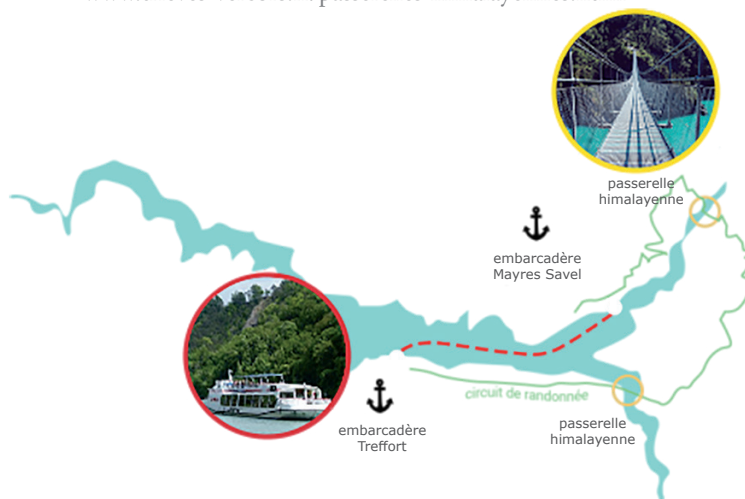 passerelle
himalayenne
embarcadère
Mayres Savel
circuit de randonnée
embarcadère
Treffort
passerelle
himalayenne